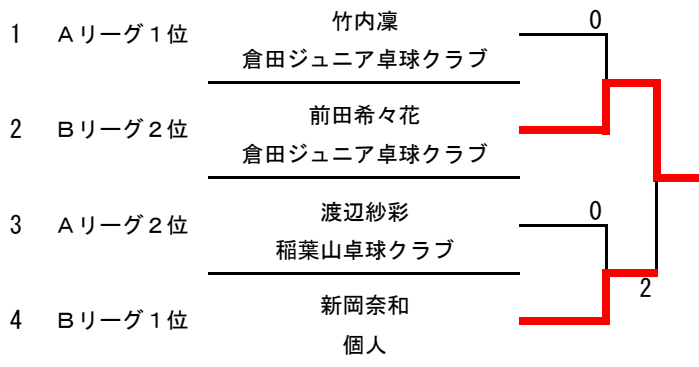 竹内凜
1 Aリーグ1位 0
倉田ジュニア卓球クラブ
前田希々花
2 Bリーグ2位
倉田ジュニア卓球クラブ
渡辺紗彩
3 Aリーグ2位 0
稲葉山卓球クラブ
2
新岡奈和
4 Bリーグ1位
個人